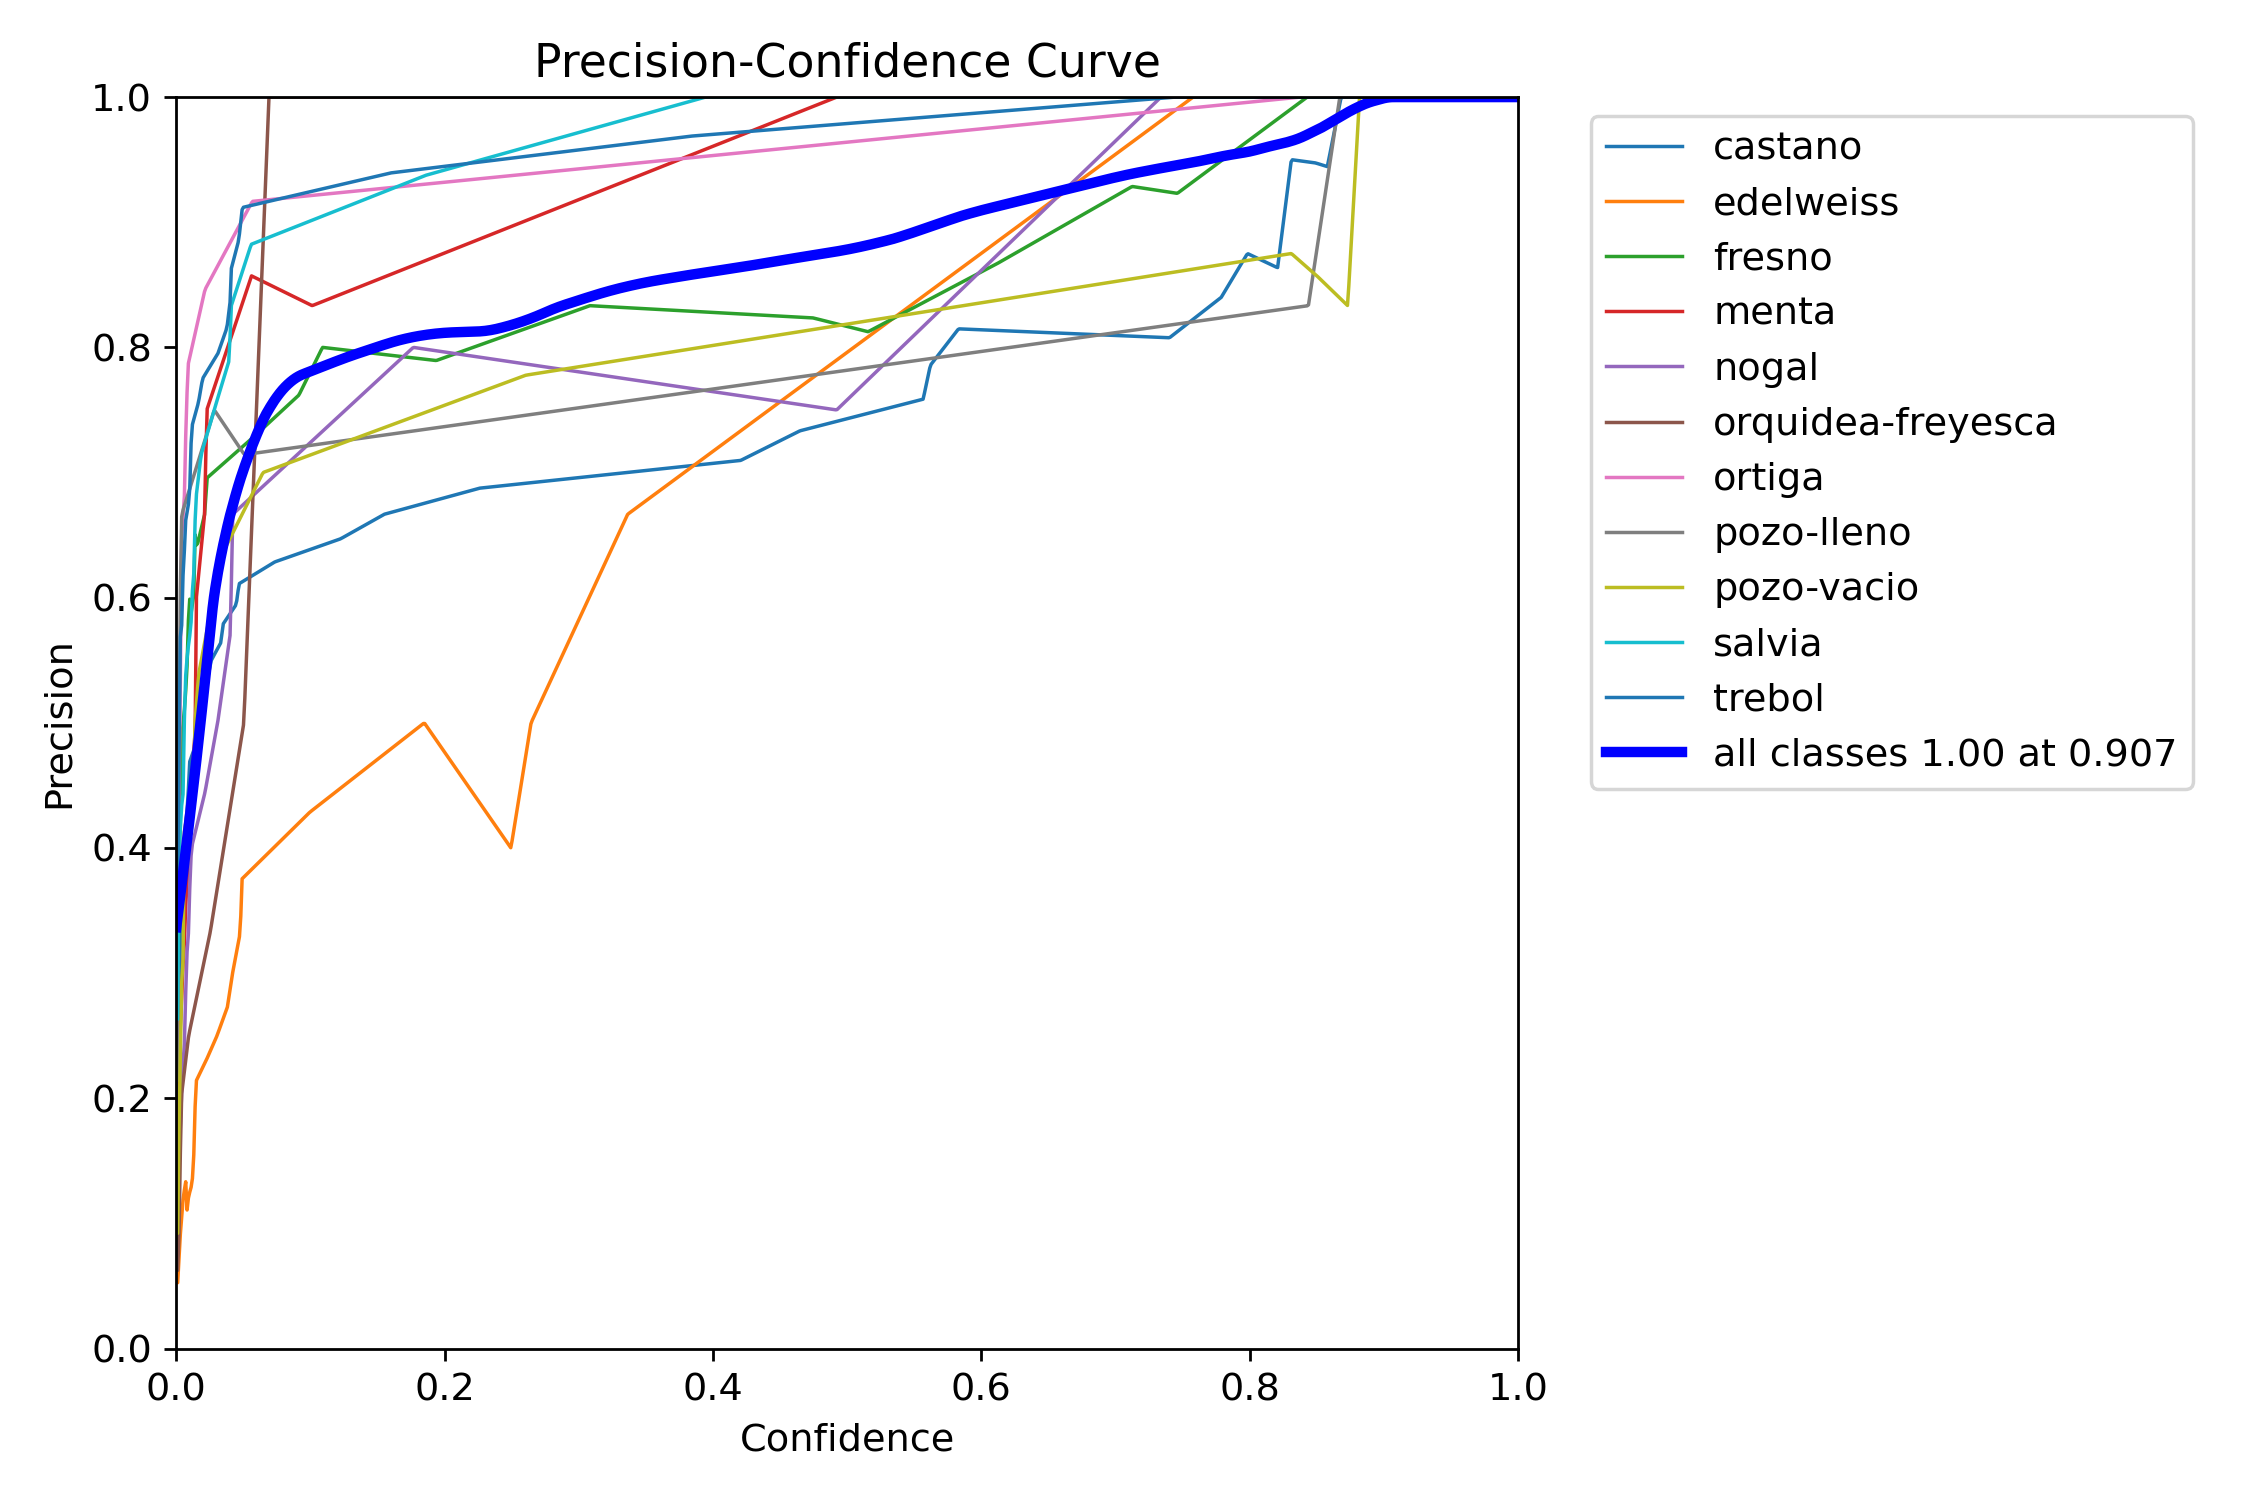 Precision-Confidence Curve
1.0
0.8
0.6
0.4
0.2
0.0
Precision
0.0 0.2 0.4 0.6 0.8 1.0
Confidence
castano
edelweiss
fresno
menta
nogal
orquidea-freyesca
ortiga
pozo-lleno
pozo-vacio
salvia
trebol
all classes 1.00 at 0.907